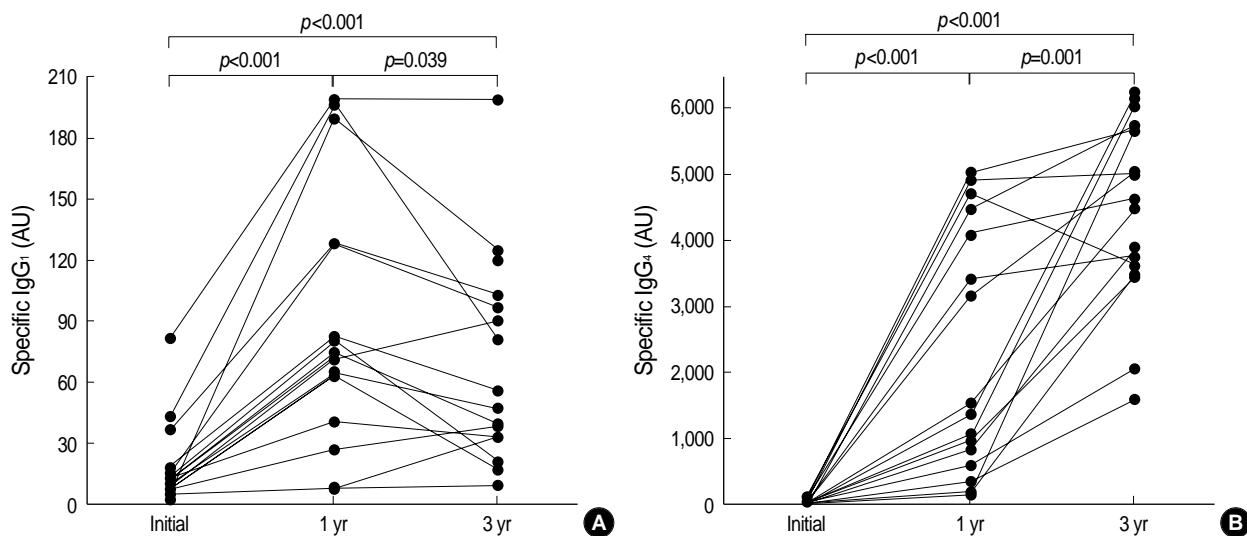 p<0.001
p<0.001 p=0.039
210
180
150
120
90
60
30
0
Specific IgG1 (AU)
Initial 1 yr 3 yr
A
p<0.001
p<0.001 p=0.001
6,000
5,000
4,000
3,000
2,000
1,000
0
Specific IgG4 (AU)
Initial 1 yr 3 yr
B